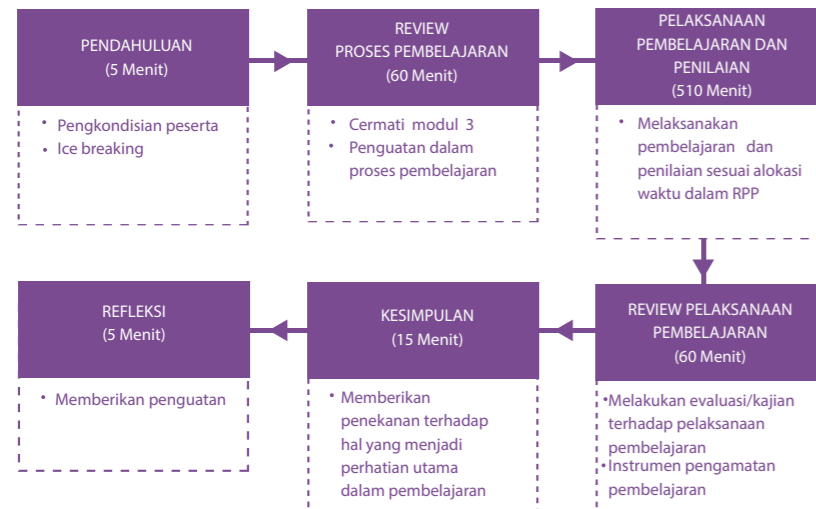 PENDAHULUAN
(5 Menit)
• Pengkondisian peserta
• Ice breaking
REVIEW
PROSES PEMBELAJARAN
(60 Menit)
• Cermati modul 3
• Penguatan dalam
proses pembelajaran
PELAKSANAAN
PEMBELAJARAN DAN
PENILAIAN
(510 Menit)
• Melaksanakan
pembelajaran dan
penilaian sesuai alokasi
waktu dalam RPP
REVIEW PELAKSANAAN
PEMBELAJARAN
(60 Menit)
• Melakukan evaluasi/kajian
terhadap pelaksanaan
pembelajaran
• Instrumen pengamatan
pembelajaran
KESIMPULAN
(15 Menit)
• Memberikan
penekanan terhadap
hal yang menjadi
perhatian utama
dalam pembelajaran
REFLEKSI
(5 Menit)
• Memberikan penguatan